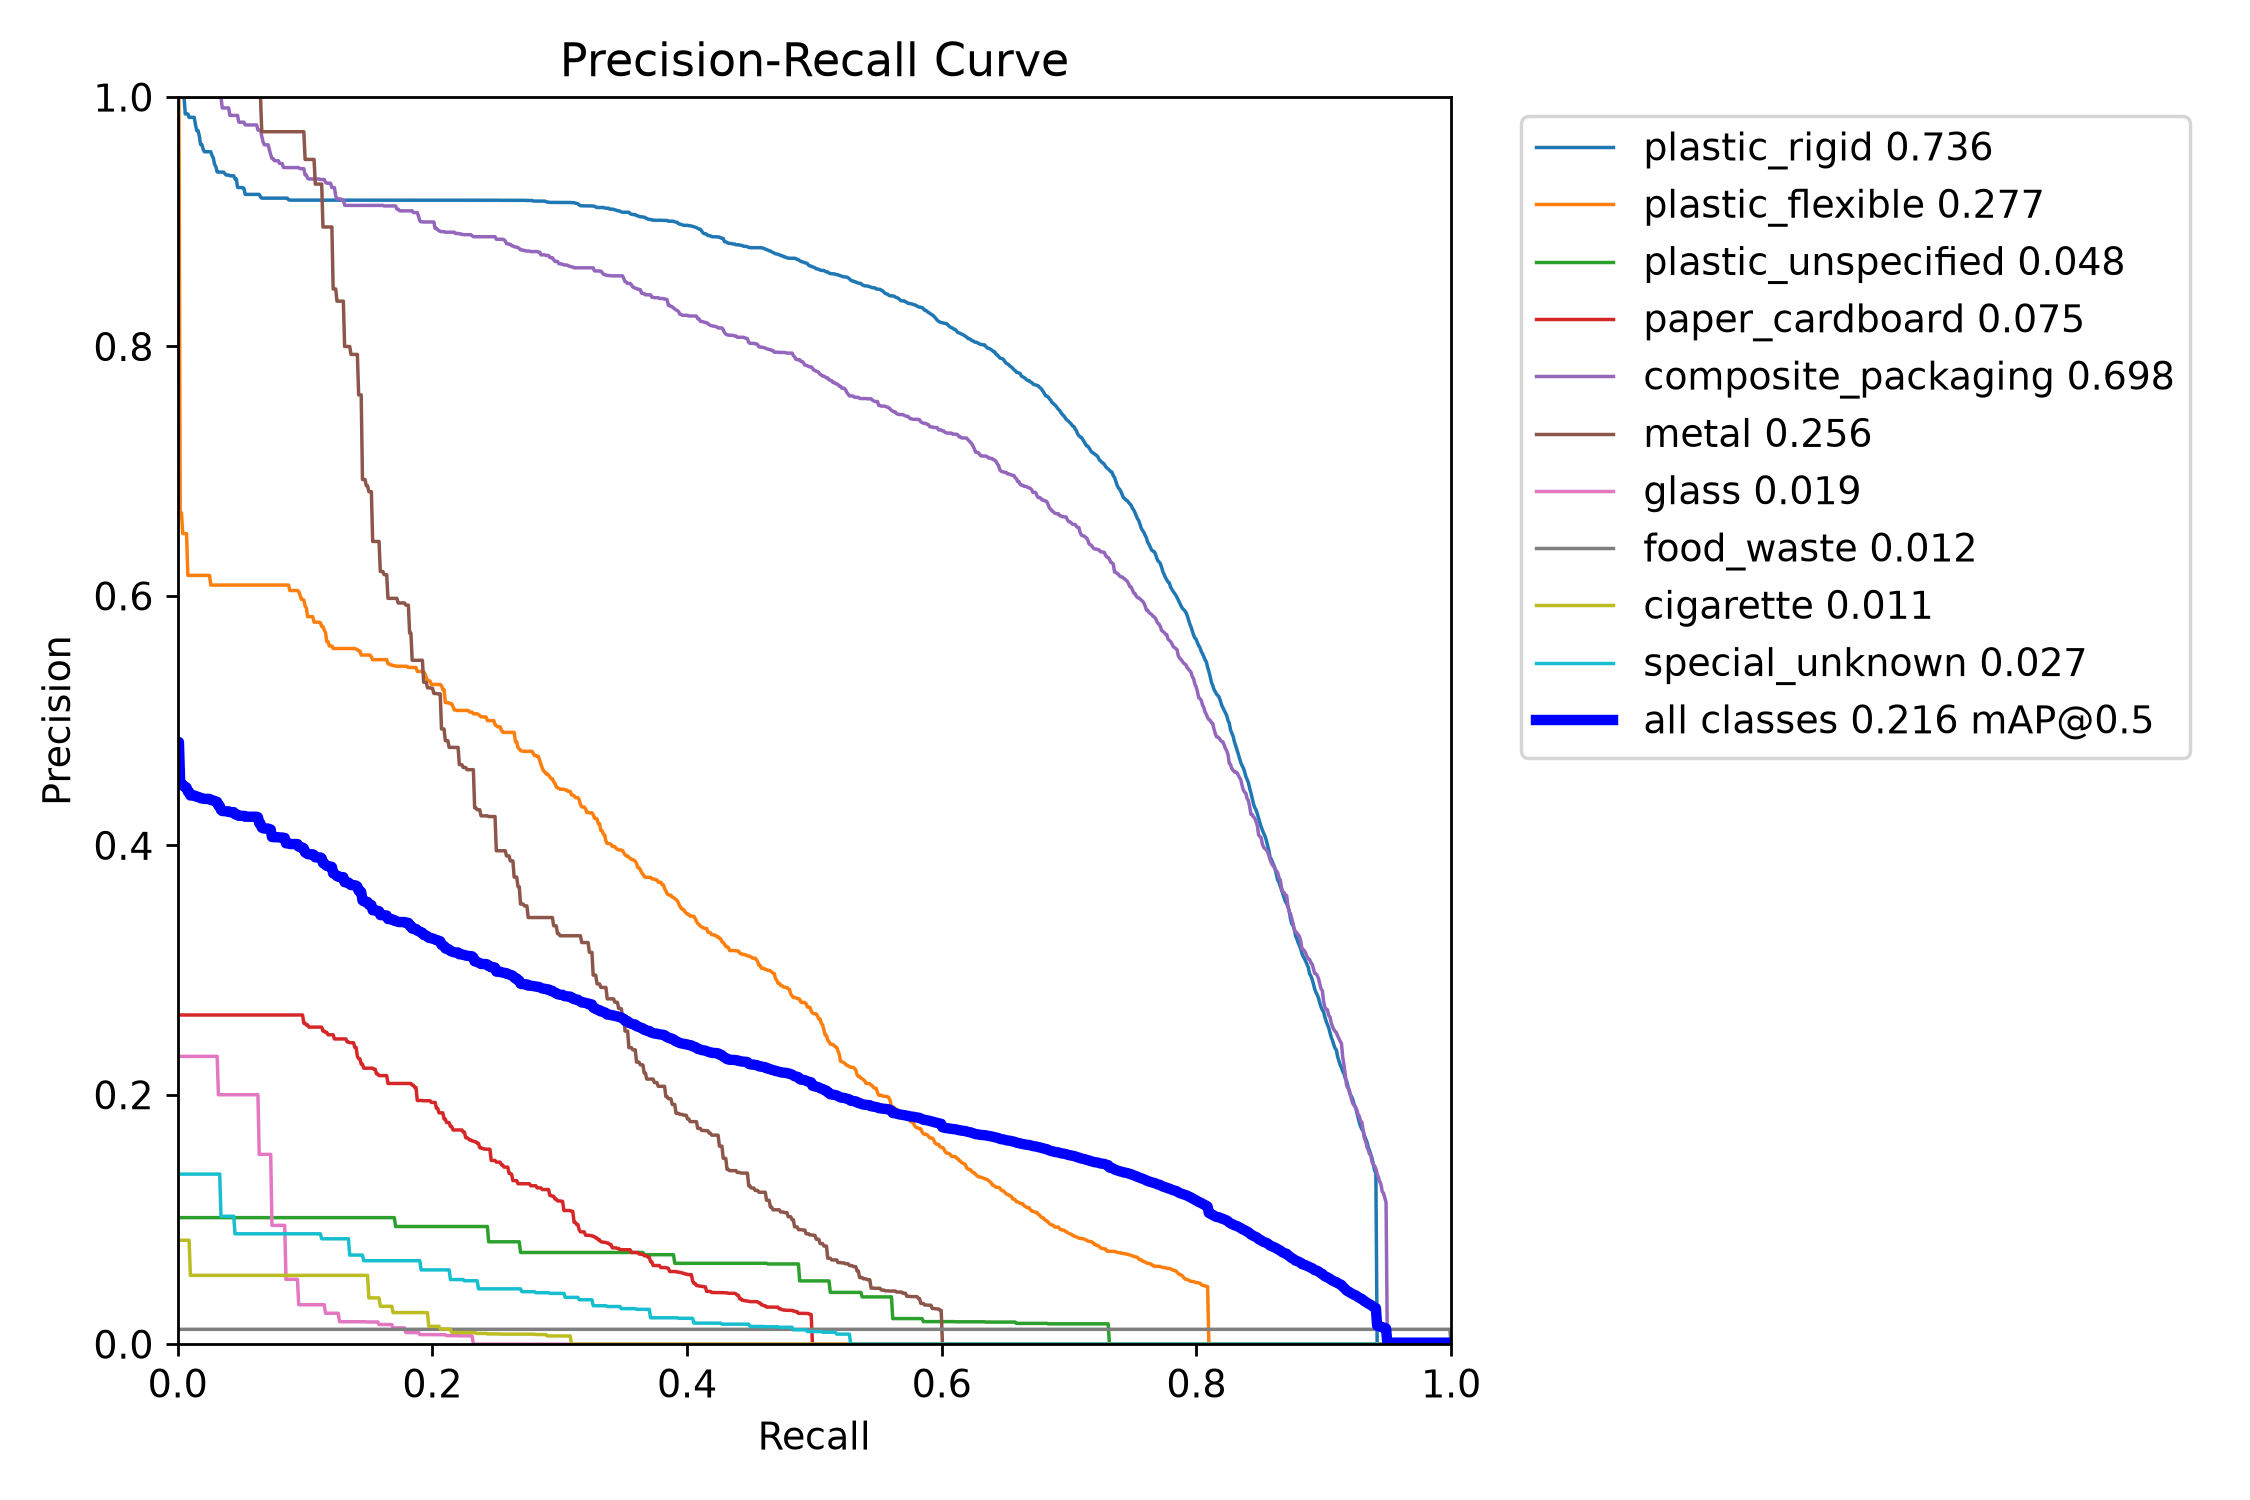 Precision-Recall Curve
1.0
0.8
0.6
0.4
0.2
0.0
Precision
0.0 0.2 0.4 0.6 0.8 1.0
Recall
plastic_rigid 0.736
plastic_flexible 0.277
plastic_unspecified 0.048
paper_cardboard 0.075
composite_packaging 0.698
metal 0.256
glass 0.019
food_waste 0.012
cigarette 0.011
special_unknown 0.027
all classes 0.216 mAP@0.5